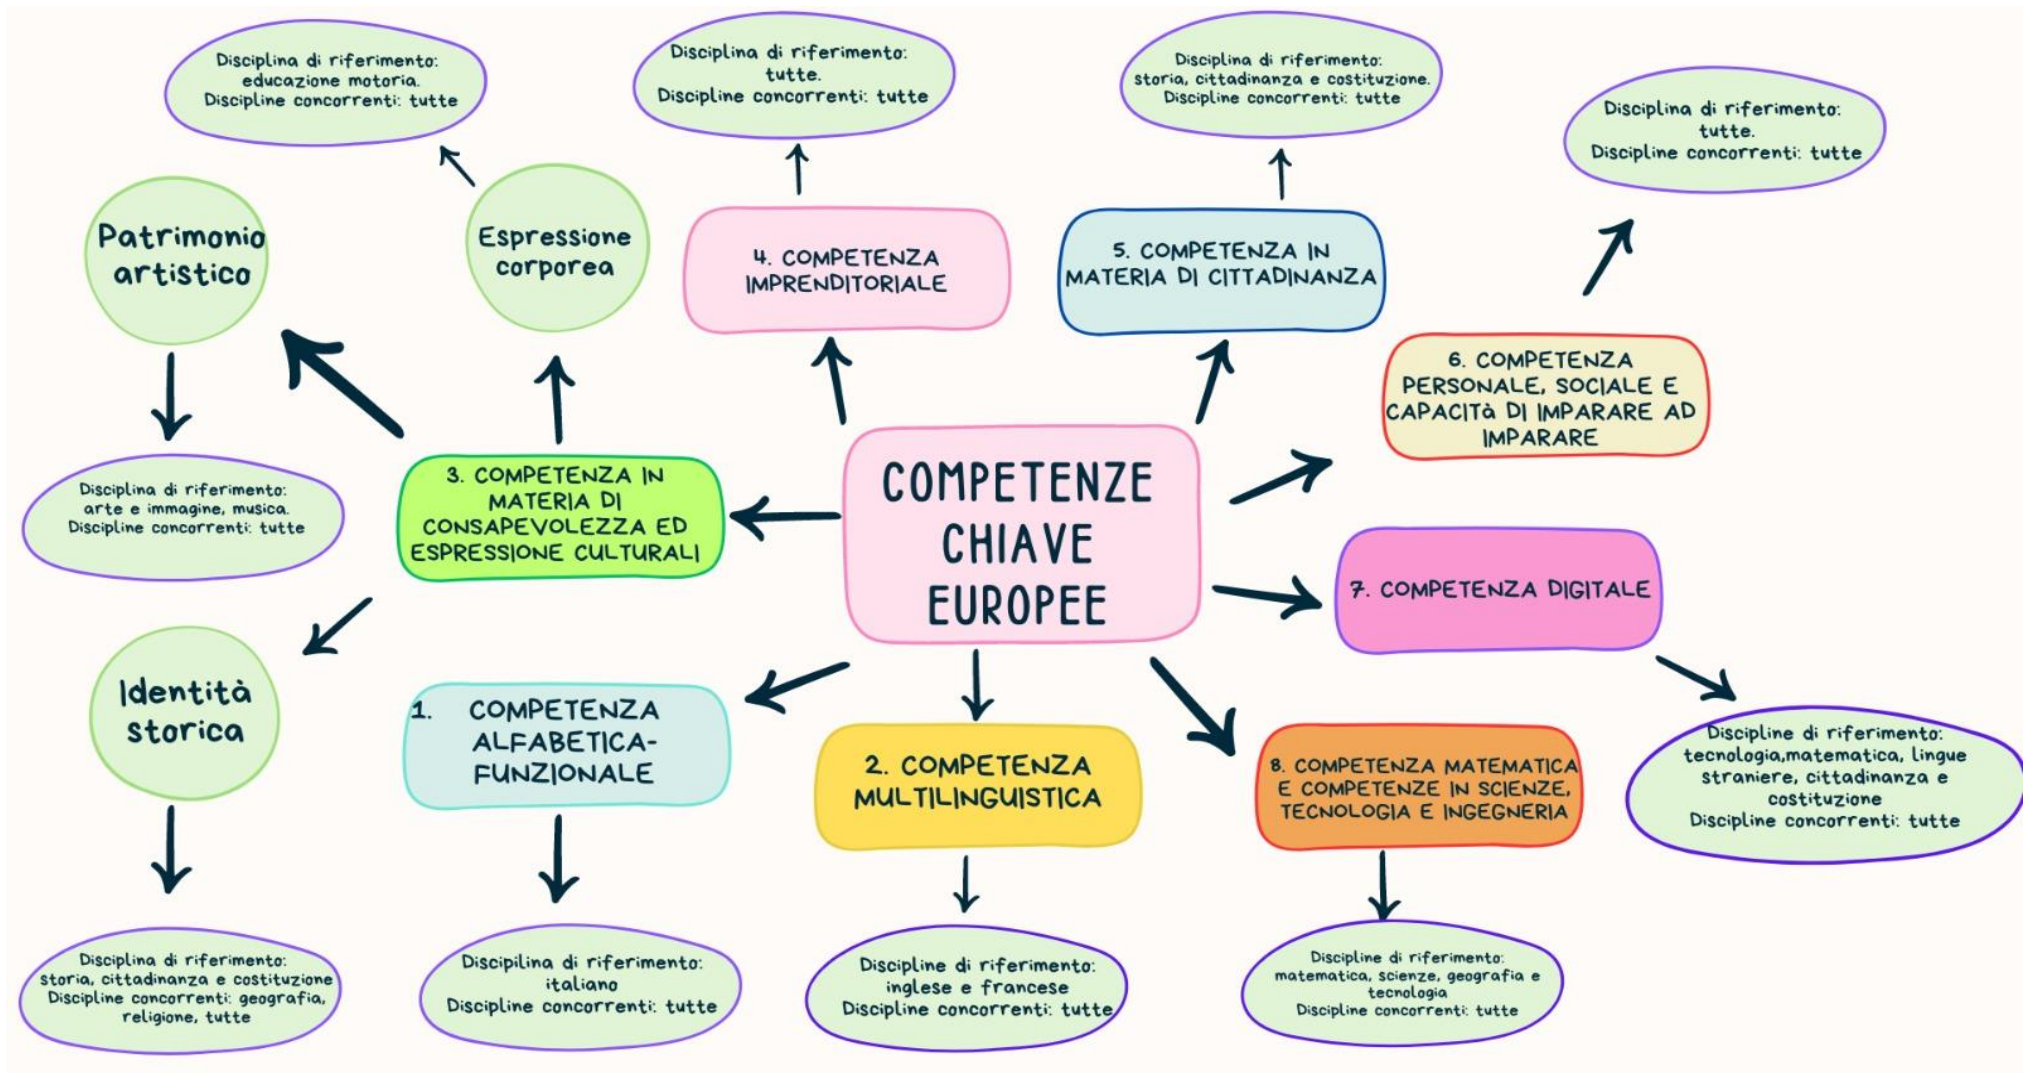 Disciplina di riferimento:
educazione motoria.
Discipline concorrenti: tutte
Disciplina di riferimento:
tutte.
Discipline concorrenti: tutte
Disciplina di riferimento:
storia, cittadinanza e costituzione.
Discipline concorrenti: tutte
Disciplina di riferimento:
tutte.
Discipline concorrenti: tutte
Patrimonio
artistico
Espressione
corporea
4. COMPETENZA
IMPRENDITORIALE
5. COMPETENZA IN
MATERIA DI CITTADINANZA
6. COMPETENZA
PERSONALE, SOCIALE E
CAPACITà DI IMPARARE AD
IMPARARE
Disciplina di riferimento:
arte e immagine, musica.
Discipline concorrenti: tutte
3. COMPETENZA IN
MATERIA DI
CONSAPEVOLEZZA ED
ESPRESSIONE CULTURALI
COMPETENZE
CHIAVE
EUROPEE
7. COMPETENZA DIGITALE
Identità
storica
1. COMPETENZA
ALFABETICA-
FUNZIONALE
2. COMPETENZA
MULTILINGUISTICA
8. COMPETENZA MATEMATICA
E COMPETENZE IN SCIENZE,
TECNOLOGIA E INGEGNERIA
Discipline di riferimento:
tecnologia,matematica, lingue
straniere, cittadinanza e
costituzione
Discipline concorrenti: tutte
Disciplina di riferimento:
storia, cittadinanza e costituzione
Discipline concorrenti: geografia,
religione, tutte
Discipilina di riferimento:
italiano
Discipline concorrenti: tutte
Discipline di riferimento:
inglese e francese
Discipline concorrenti: tutte
Discipline di riferimento:
matematica, scienze, geografia e
tecnologia
Discipline concorrenti: tutte